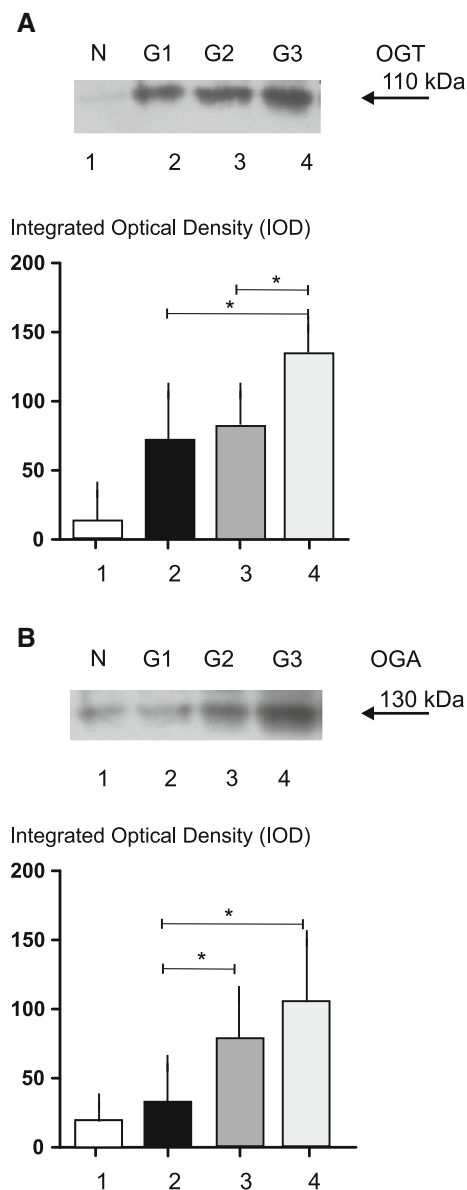 A
N G1 G2 G3 OGT
110 kDa
1 2 3 4
Integrated Optical Density (IOD)
200
*
*
150
100
50
0
1 2 3 4
B
N G1 G2 G3 OGA
130 kDa
1 2 3 4
Integrated Optical Density (IOD)
200
*
150
*
100
50
0
1 2 3 4